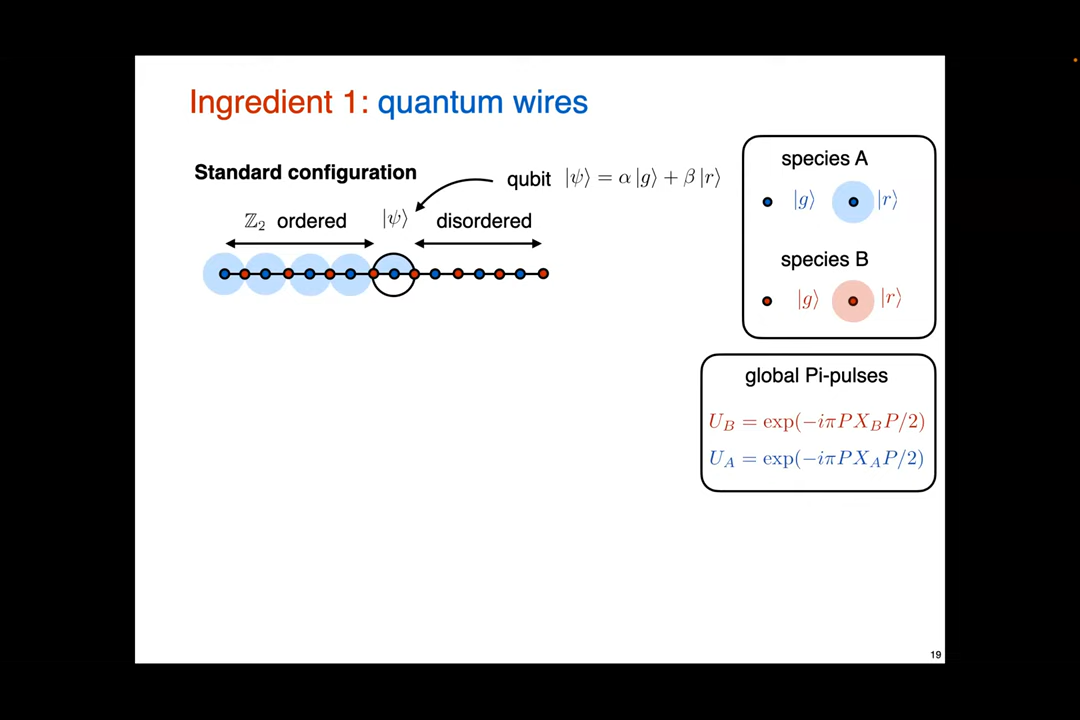 Ingredient 1: quantum wires
Standard configuration
qubit |ψ⟩ = α|g⟩ + β|r⟩
ℤ₂ ordered |ψ⟩ disordered
species A
|g⟩ |r⟩
species B
|g⟩ |r⟩
global Pi-pulses
U_B = exp(−iπPX_BP/2)
U_A = exp(−iπPX_AP/2)
19